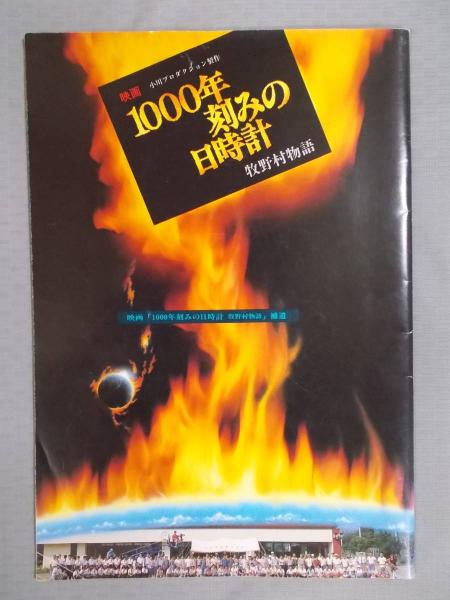 映画 小川プロダクション製作
1000年
刻みの
日時計
牧野村物語
映画「1000年刻みの日時計 牧野村物語」補遺